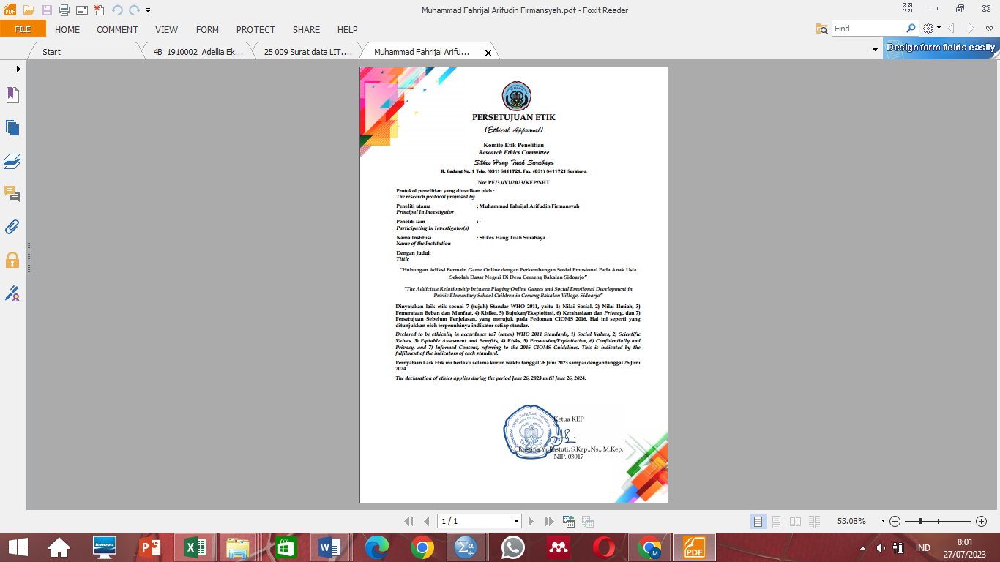 Muhammad Fahrijal Arifudin Firmansyah.pdf - Foxit Reader
FILE HOME COMMENT VIEW FORM PROTECT SHARE HELP
Find
Start 4B_1910002_Adellia Ek... 25 009 Surat data LIT.... Muhammad Fahrijal Arifu...
Design form fields easily
PERSETUJUAN ETIK
(Ethical Approval)
Komite Etik Penelitian
Research Ethics Committee
Stikes Hang Tuah Surabaya
Jl. Gadung No. 1 Telp. (031) 8411721, Fax. (031) 8411721 Surabaya
No: PE/33/VI/2023/KEP/SHT
Protokol penelitian yang diusulkan oleh :
The research protocol proposed by
Peneliti utama : Muhammad Fahrijal Arifudin Firmansyah
Principal In Investigator
Peneliti lain : -
Participating In Investigator(s)
Nama Institusi : Stikes Hang Tuah Surabaya
Name of the Institution
Dengan Judul:
Tittle
“Hubungan Adiksi Bermain Game Online dengan Perkembangan Sosial Emosional Pada Anak Usia
Sekolah Dasar Negeri Di Desa Cemeng Bakalan Sidoarjo”
“The Addictive Relationship between Playing Online Games and Social Emotional Development in
Public Elementary School Children in Cemeng Bakalan Village, Sidoarjo”
Dinyatakan laik etik sesuai 7 (tujuh) Standar WHO 2011, yaitu 1) Nilai Sosial, 2) Nilai Ilmiah, 3)
Pemerataan Beban dan Manfaat, 4) Risiko, 5) Bujukan/Eksploitasi, 6) Kerahasiaan dan Privacy, dan 7)
Persetujuan Sebelum Penjelasan, yang merujuk pada Pedoman CIOMS 2016. Hal ini seperti yang
ditunjukkan oleh terpenuhinya indikator setiap standar.
Declared to be ethically in accordance to7 (seven) WHO 2011 Standards, 1) Social Values, 2) Scientific
Values, 3) Eqitable Assesment and Benefits, 4) Risks, 5) Persuasion/Exploitation, 6) Confidentially and
Privacy, and 7) Informed Consent, referring to the 2016 CIOMS Guidelines. This is indicated by the
fulfilment of the indicators of each standard.
Pernyataan Laik Etik ini berlaku selama kurun waktu tanggal 26 Juni 2023 sampai dengan tanggal 26 Juni
2024.
The declaration of ethics applies during the period June 26, 2023 until June 26, 2024.
Ketua KEP
Christina Yuliastuti, S.Kep.,Ns., M.Kep.
NIP. 03017
1 / 1
53.08%
IND
8:01
27/07/2023